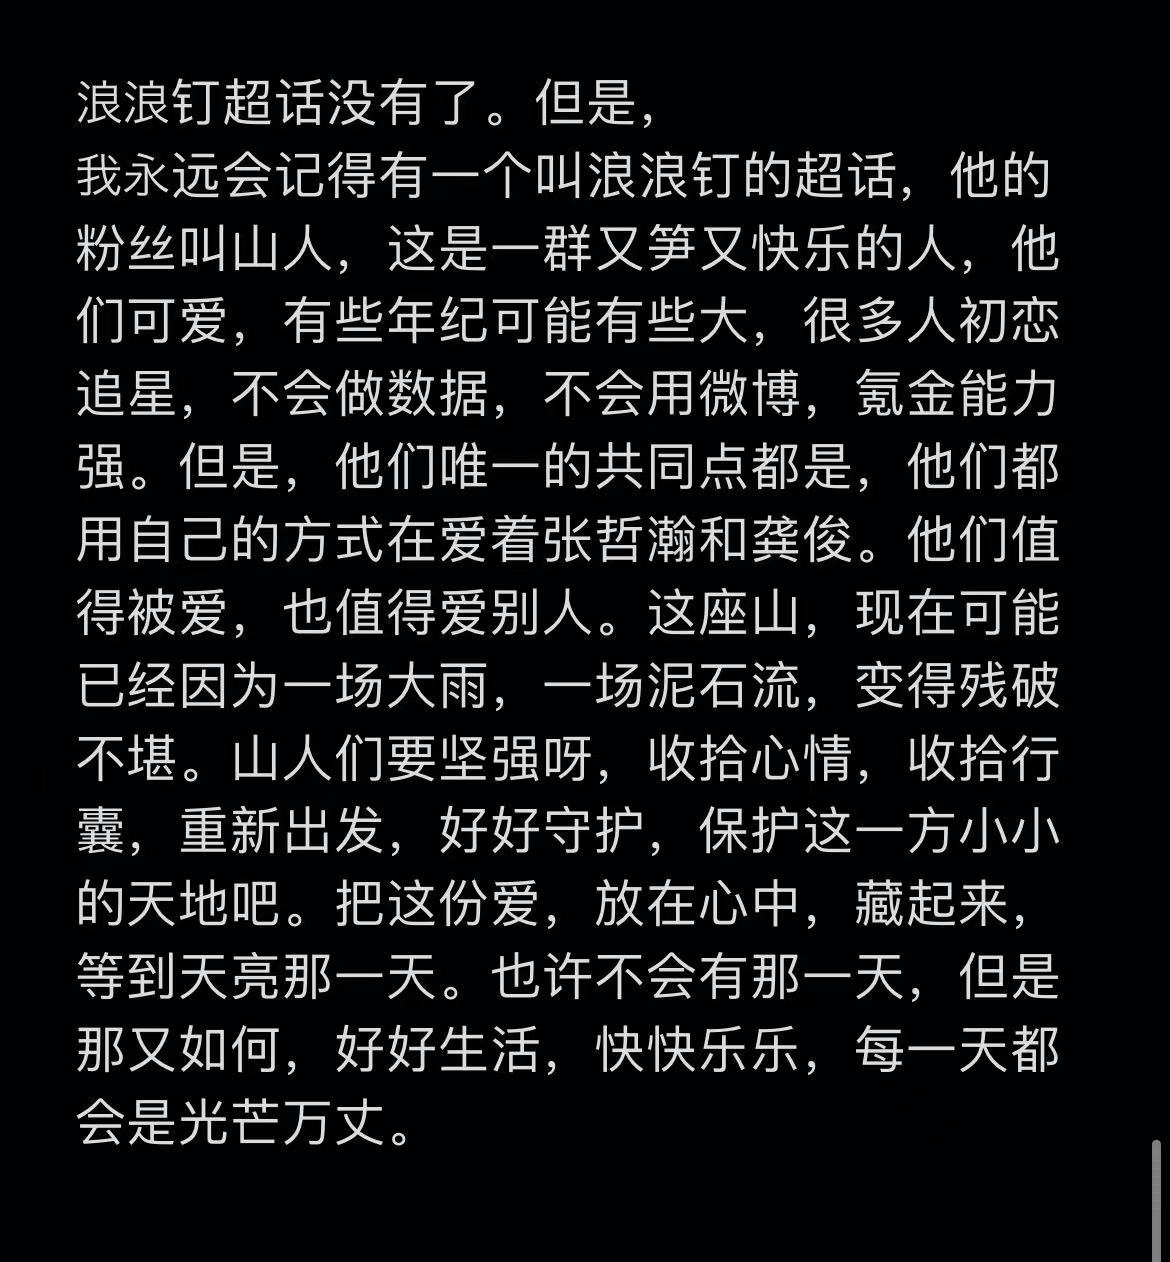 浪浪钉超话没有了。但是，
我永远会记得有一个叫浪浪钉的超话，他的
粉丝叫山人，这是一群又笋又快乐的人，他
们可爱，有些年纪可能有些大，很多人初恋
追星，不会做数据，不会用微博，氪金能力
强。但是，他们唯一的共同点都是，他们都
用自己的方式在爱着张哲瀚和龚俊。他们值
得被爱，也值得爱别人。这座山，现在可能
已经因为一场大雨，一场泥石流，变得残破
不堪。山人们要坚强呀，收拾心情，收拾行
囊，重新出发，好好守护，保护这一方小小
的天地吧。把这份爱，放在心中，藏起来，
等到天亮那一天。也许不会有那一天，但是
那又如何，好好生活，快快乐乐，每一天都
会是光芒万丈。